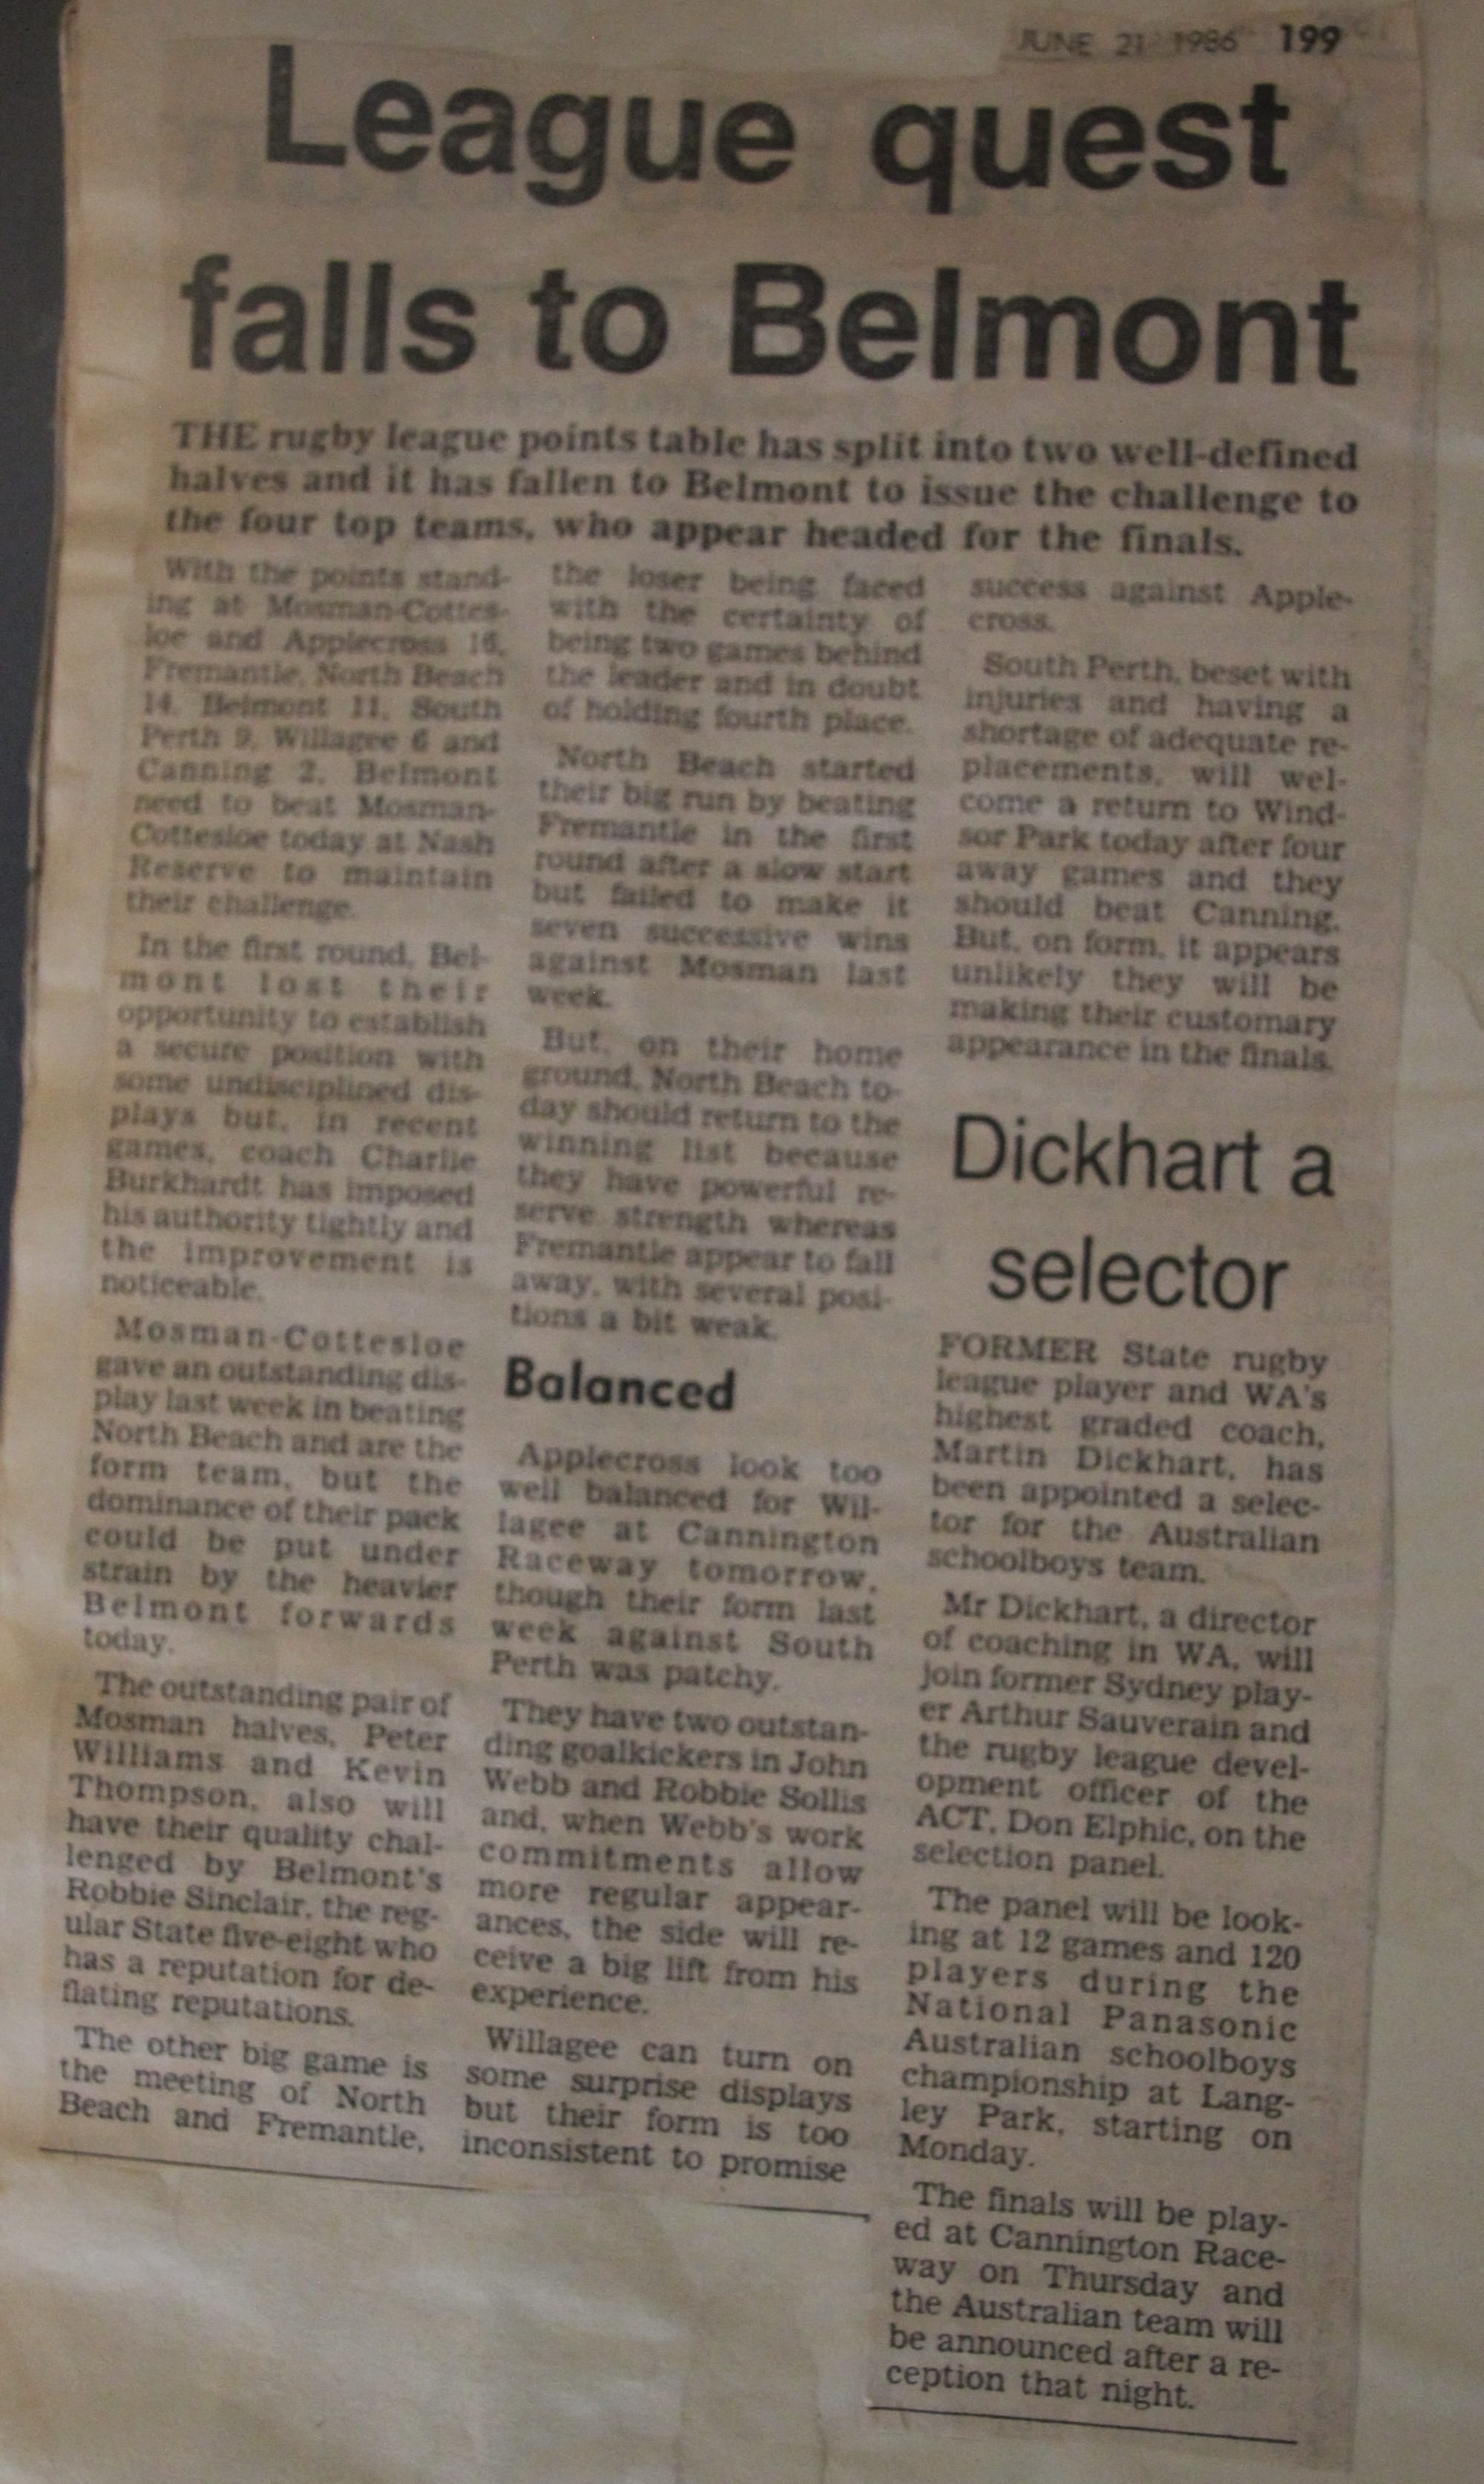 JUNE 21 1986 199
League quest
falls to Belmont
THE rugby league points table has split into two well-defined
halves and it has fallen to Belmont to issue the challenge to
the four top teams, who appear headed for the finals.
With the points stand-
ing at Mosman-Cottes-
loe and Applecross 16,
Fremantle, North Beach
14, Belmont 11, South
Perth 9, Willagee 6 and
Canning 2, Belmont
need to beat Mosman-
Cottesloe today at Nash
Reserve to maintain
their challenge.
In the first round, Bel-
mont lost their
opportunity to establish
a secure position with
some undisciplined dis-
plays but, in recent
games, coach Charlie
Burkhardt has imposed
his authority tightly and
the improvement is
noticeable.
Mosman-Cottesloe
gave an outstanding dis-
play last week in beating
North Beach and are the
form team, but the
dominance of their pack
could be put under
strain by the heavier
Belmont forwards
today.
The outstanding pair of
Mosman halves, Peter
Williams and Kevin
Thompson, also will
have their quality chal-
lenged by Belmont's
Robbie Sinclair, the reg-
ular State five-eight who
has a reputation for de-
flating reputations.
The other big game is
the meeting of North
Beach and Fremantle,
the loser being faced
with the certainty of
being two games behind
the leader and in doubt
of holding fourth place.
North Beach started
their big run by beating
Fremantle in the first
round after a slow start
but failed to make it
seven successive wins
against Mosman last
week.
But, on their home
ground, North Beach to-
day should return to the
winning list because
they have powerful re-
serve strength whereas
Fremantle appear to fall
away, with several posi-
tions a bit weak.
Balanced
Applecross look too
well balanced for Wil-
lagee at Cannington
Raceway tomorrow,
though their form last
week against South
Perth was patchy.
They have two outstan-
ding goalkickers in John
Webb and Robbie Sollis
and, when Webb's work
commitments allow
more regular appear-
ances, the side will re-
ceive a big lift from his
experience.
Willagee can turn on
some surprise displays
but their form is too
inconsistent to promise
success against Apple-
cross.
South Perth, beset with
injuries and having a
shortage of adequate re-
placements, will wel-
come a return to Wind-
sor Park today after four
away games and they
should beat Canning.
But, on form, it appears
unlikely they will be
making their customary
appearance in the finals.
Dickhart a
selector
FORMER State rugby
league player and WA's
highest graded coach,
Martin Dickhart, has
been appointed a selec-
tor for the Australian
schoolboys team.
Mr Dickhart, a director
of coaching in WA, will
join former Sydney play-
er Arthur Sauverain and
the rugby league devel-
opment officer of the
ACT, Don Elphic, on the
selection panel.
The panel will be look-
ing at 12 games and 120
players during the
National Panasonic
Australian schoolboys
championship at Lang-
ley Park, starting on
Monday.
The finals will be play-
ed at Cannington Race-
way on Thursday and
the Australian team will
be announced after a re-
ception that night.